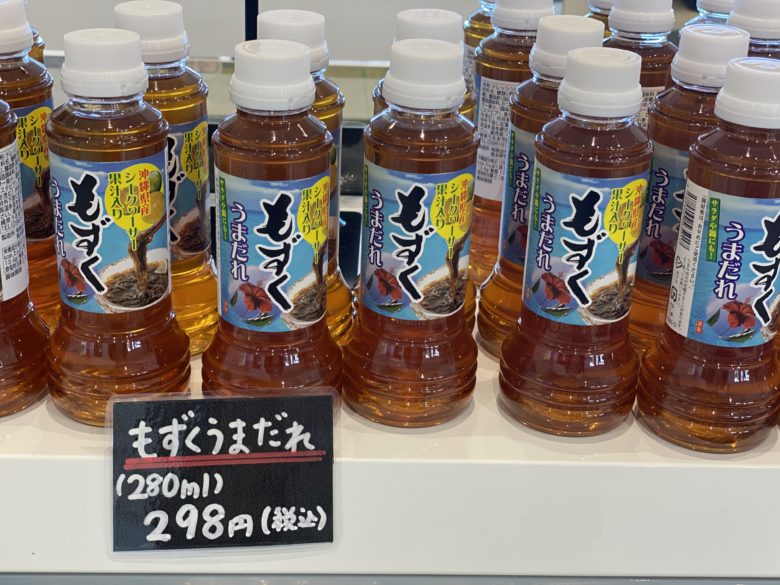 沖縄県産
シークヮーサー
果汁入り
もずく
うまだれ
サラダや鍋にも!
もずくうまだれ
(280ml)
298円(税込)